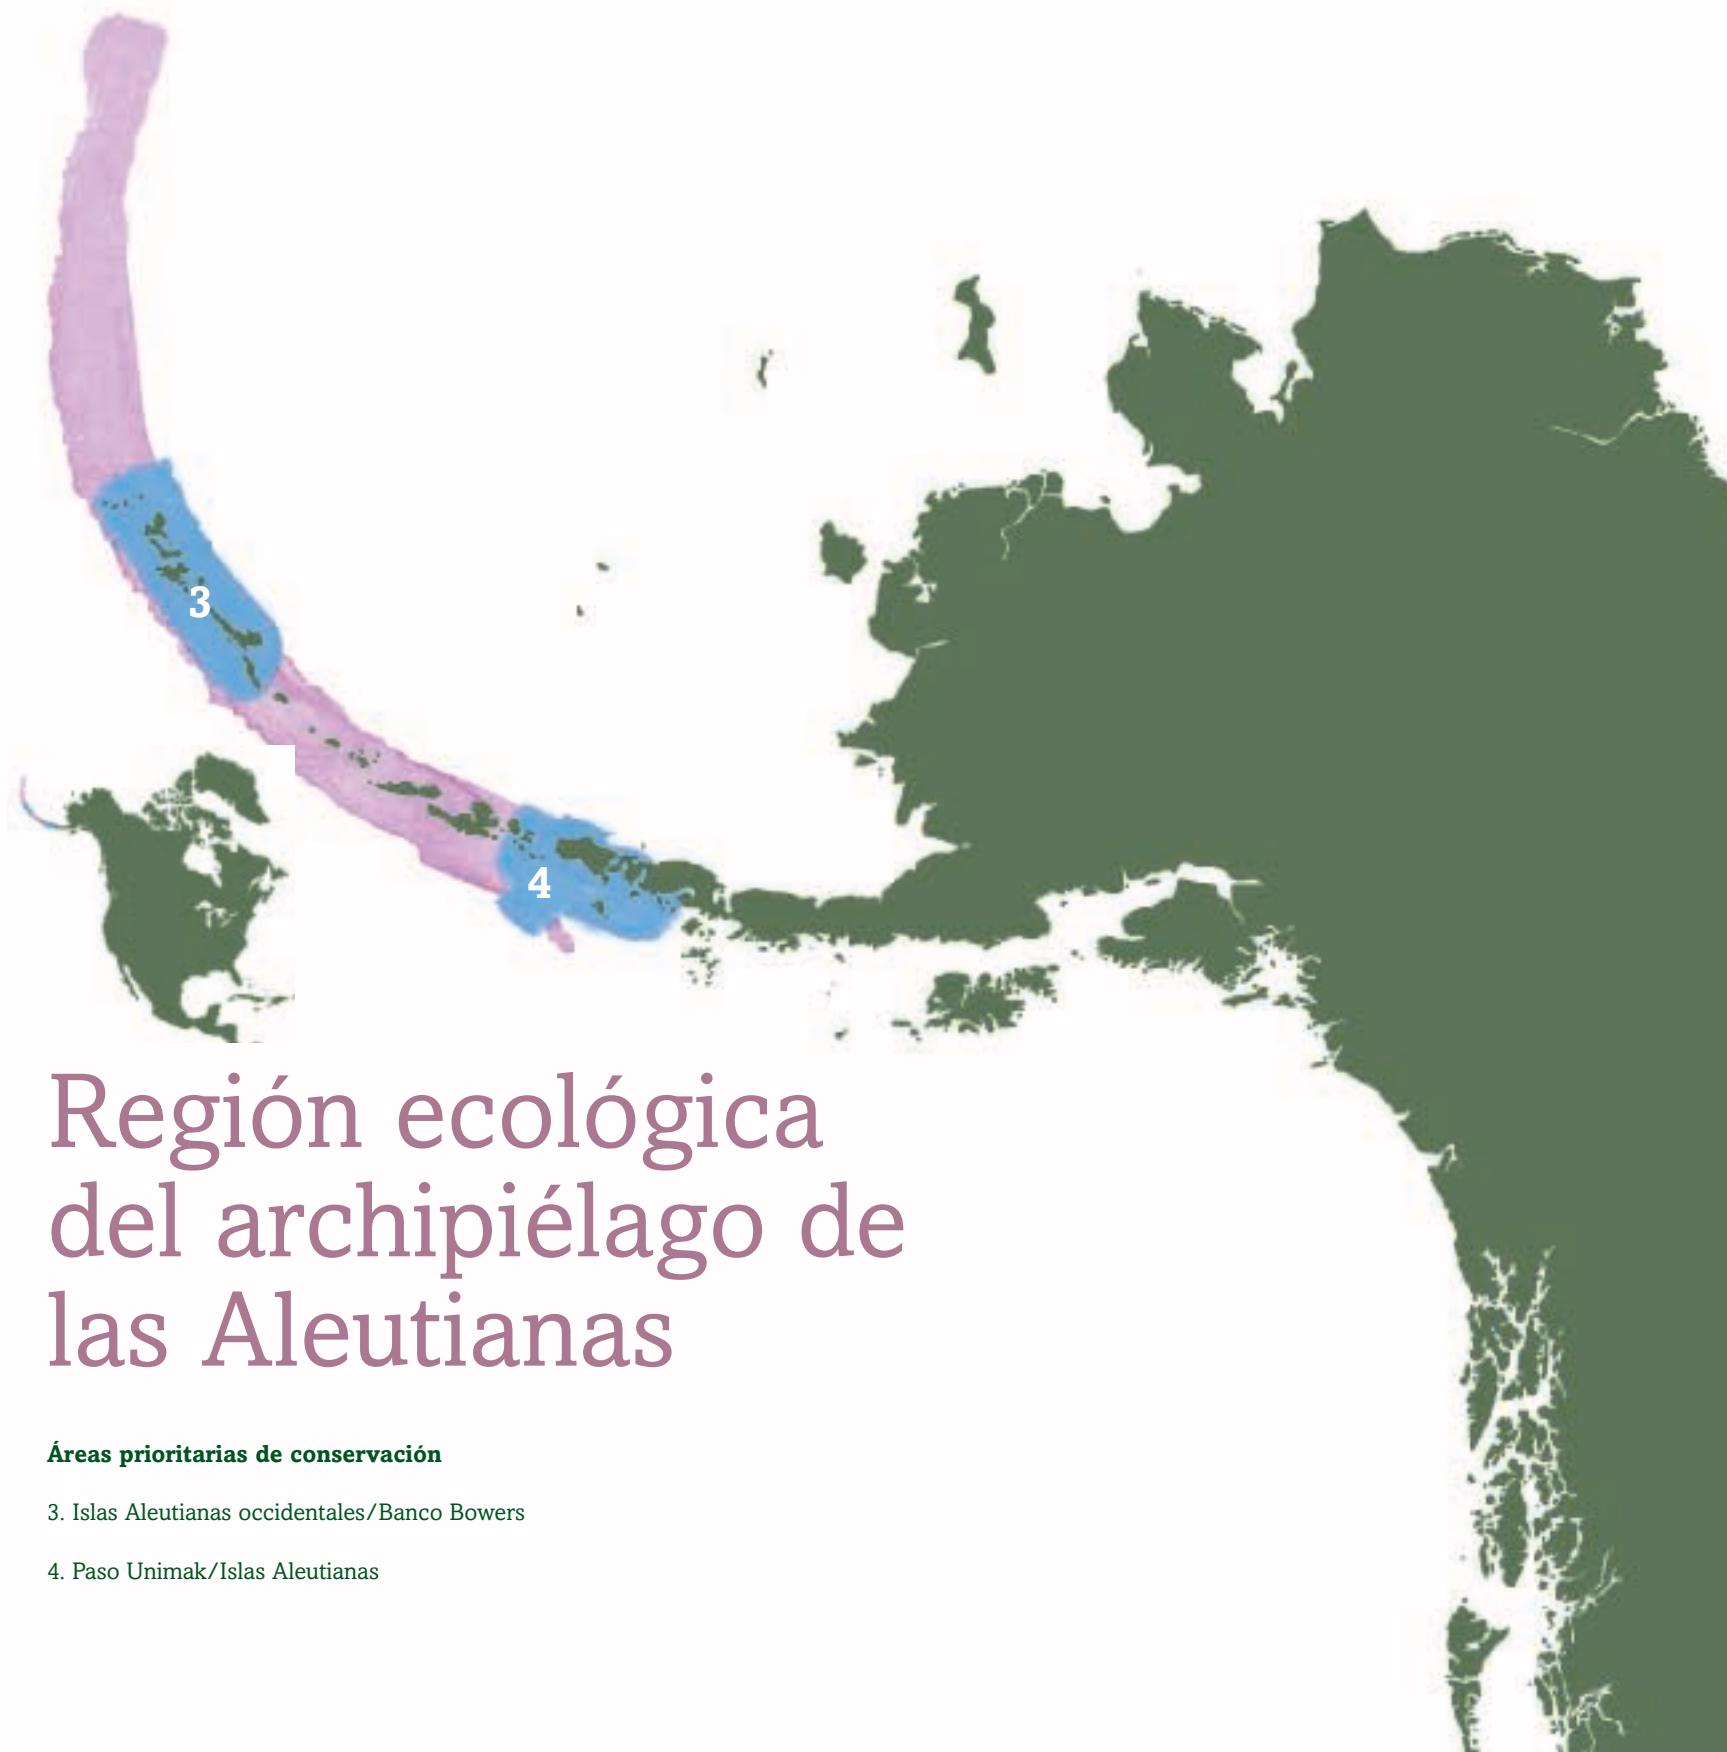 3
4
Región ecológica
del archipiélago de
las Aleutianas
Áreas prioritarias de conservación
3. Islas Aleutianas occidentales/Banco Bowers
4. Paso Unimak/Islas Aleutianas